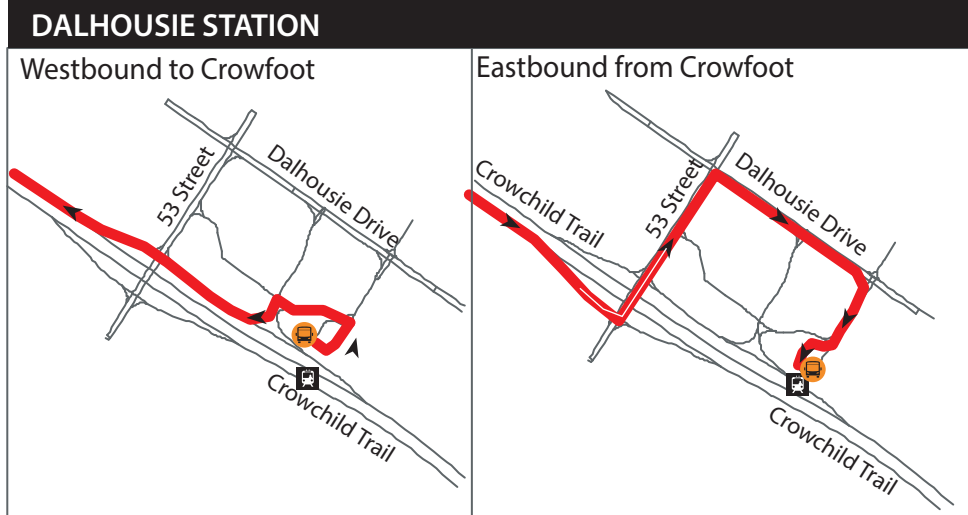 DALHOUSIE STATION
Westbound to Crowfoot
53 Street
Dalhousie Drive
Crowchild Trail
Eastbound from Crowfoot
Crowchild Trail
53 Street
Dalhousie Drive
Crowchild Trail